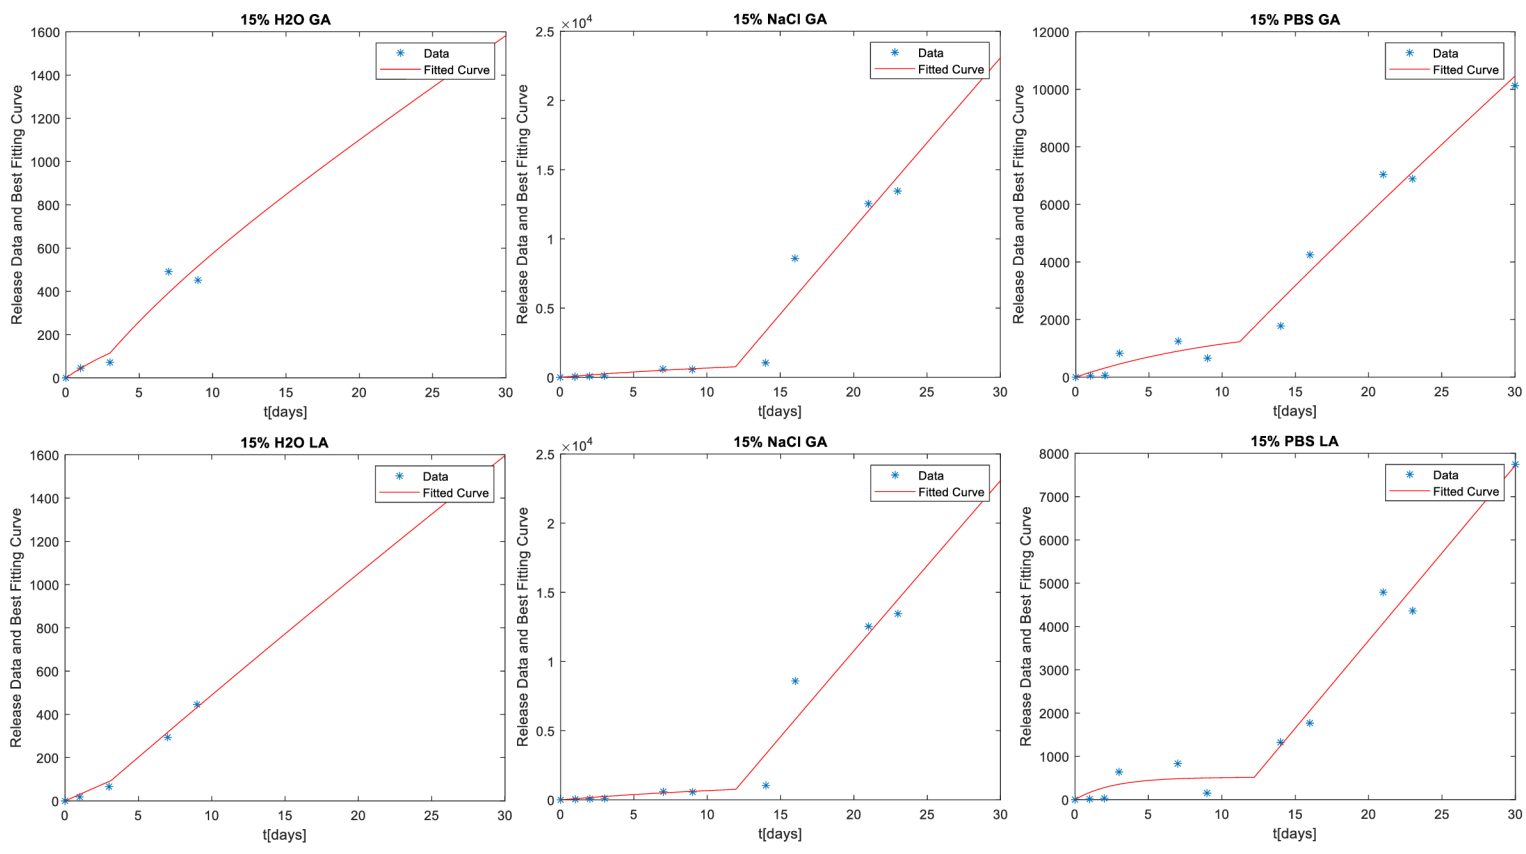 15% H2O GA
Release Data and Best Fitting Curve
1600
1400
1200
1000
800
600
400
200
0
Data
Fitted Curve
0 5 10 15 20 25 30
t[days]
15% NaCl GA
×10⁴
Release Data and Best Fitting Curve
2.5
2
1.5
1
0.5
0
Data
Fitted Curve
0 5 10 15 20 25 30
t[days]
15% PBS GA
Release Data and Best Fitting Curve
12000
10000
8000
6000
4000
2000
0
Data
Fitted Curve
0 5 10 15 20 25 30
t[days]
15% H2O LA
Release Data and Best Fitting Curve
1600
1400
1200
1000
800
600
400
200
0
Data
Fitted Curve
0 5 10 15 20 25 30
t[days]
15% NaCl GA
×10⁴
Release Data and Best Fitting Curve
2.5
2
1.5
1
0.5
0
Data
Fitted Curve
0 5 10 15 20 25 30
t[days]
15% PBS LA
Release Data and Best Fitting Curve
8000
7000
6000
5000
4000
3000
2000
1000
0
Data
Fitted Curve
0 5 10 15 20 25 30
t[days]